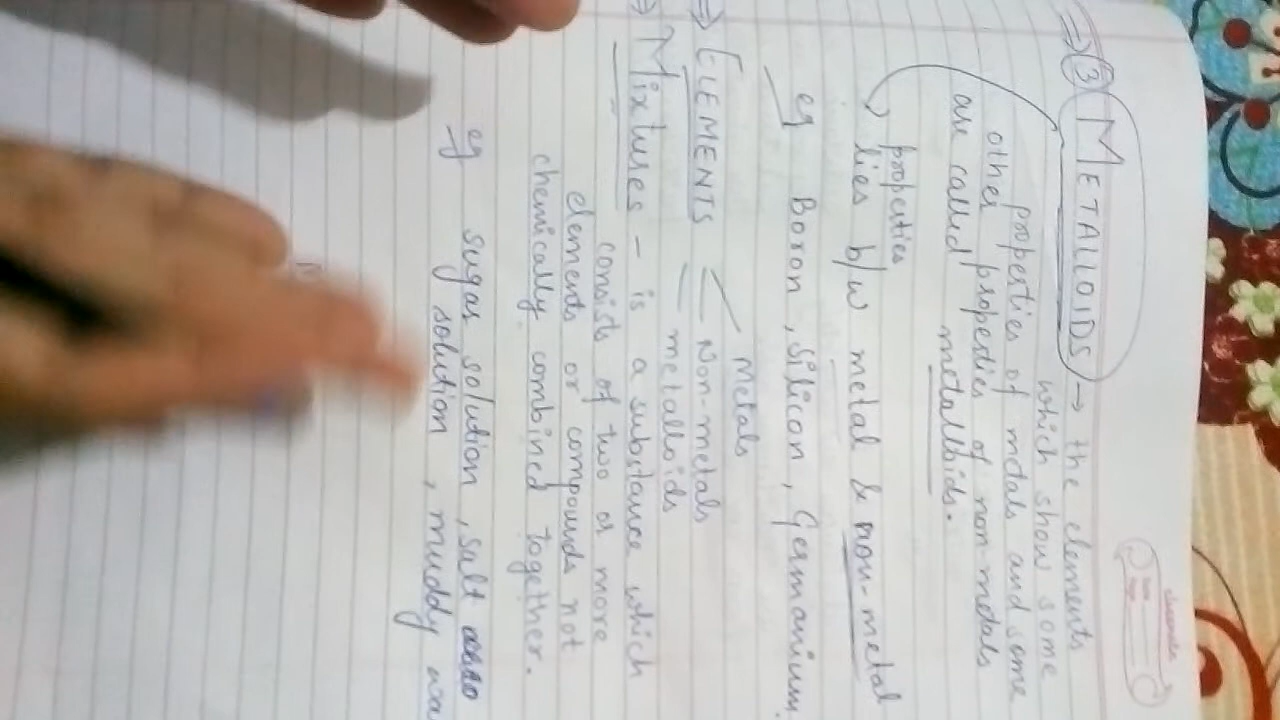 ⇒ ③ METALLOIDS → the elements
which show some
properties of metals and some
other properties of non-metals
are called metalloids.
properties
lies b/w metal & non-metal
eg Boron, Silicon, Germanium.
Metals
⇒ ELEMENTS Non-metals
metalloids
⇒ Mixtures - is a substance which
consists of two or more
elements or compounds not
chemically combined together.
eg sugar solution, salt
solution, muddy wa